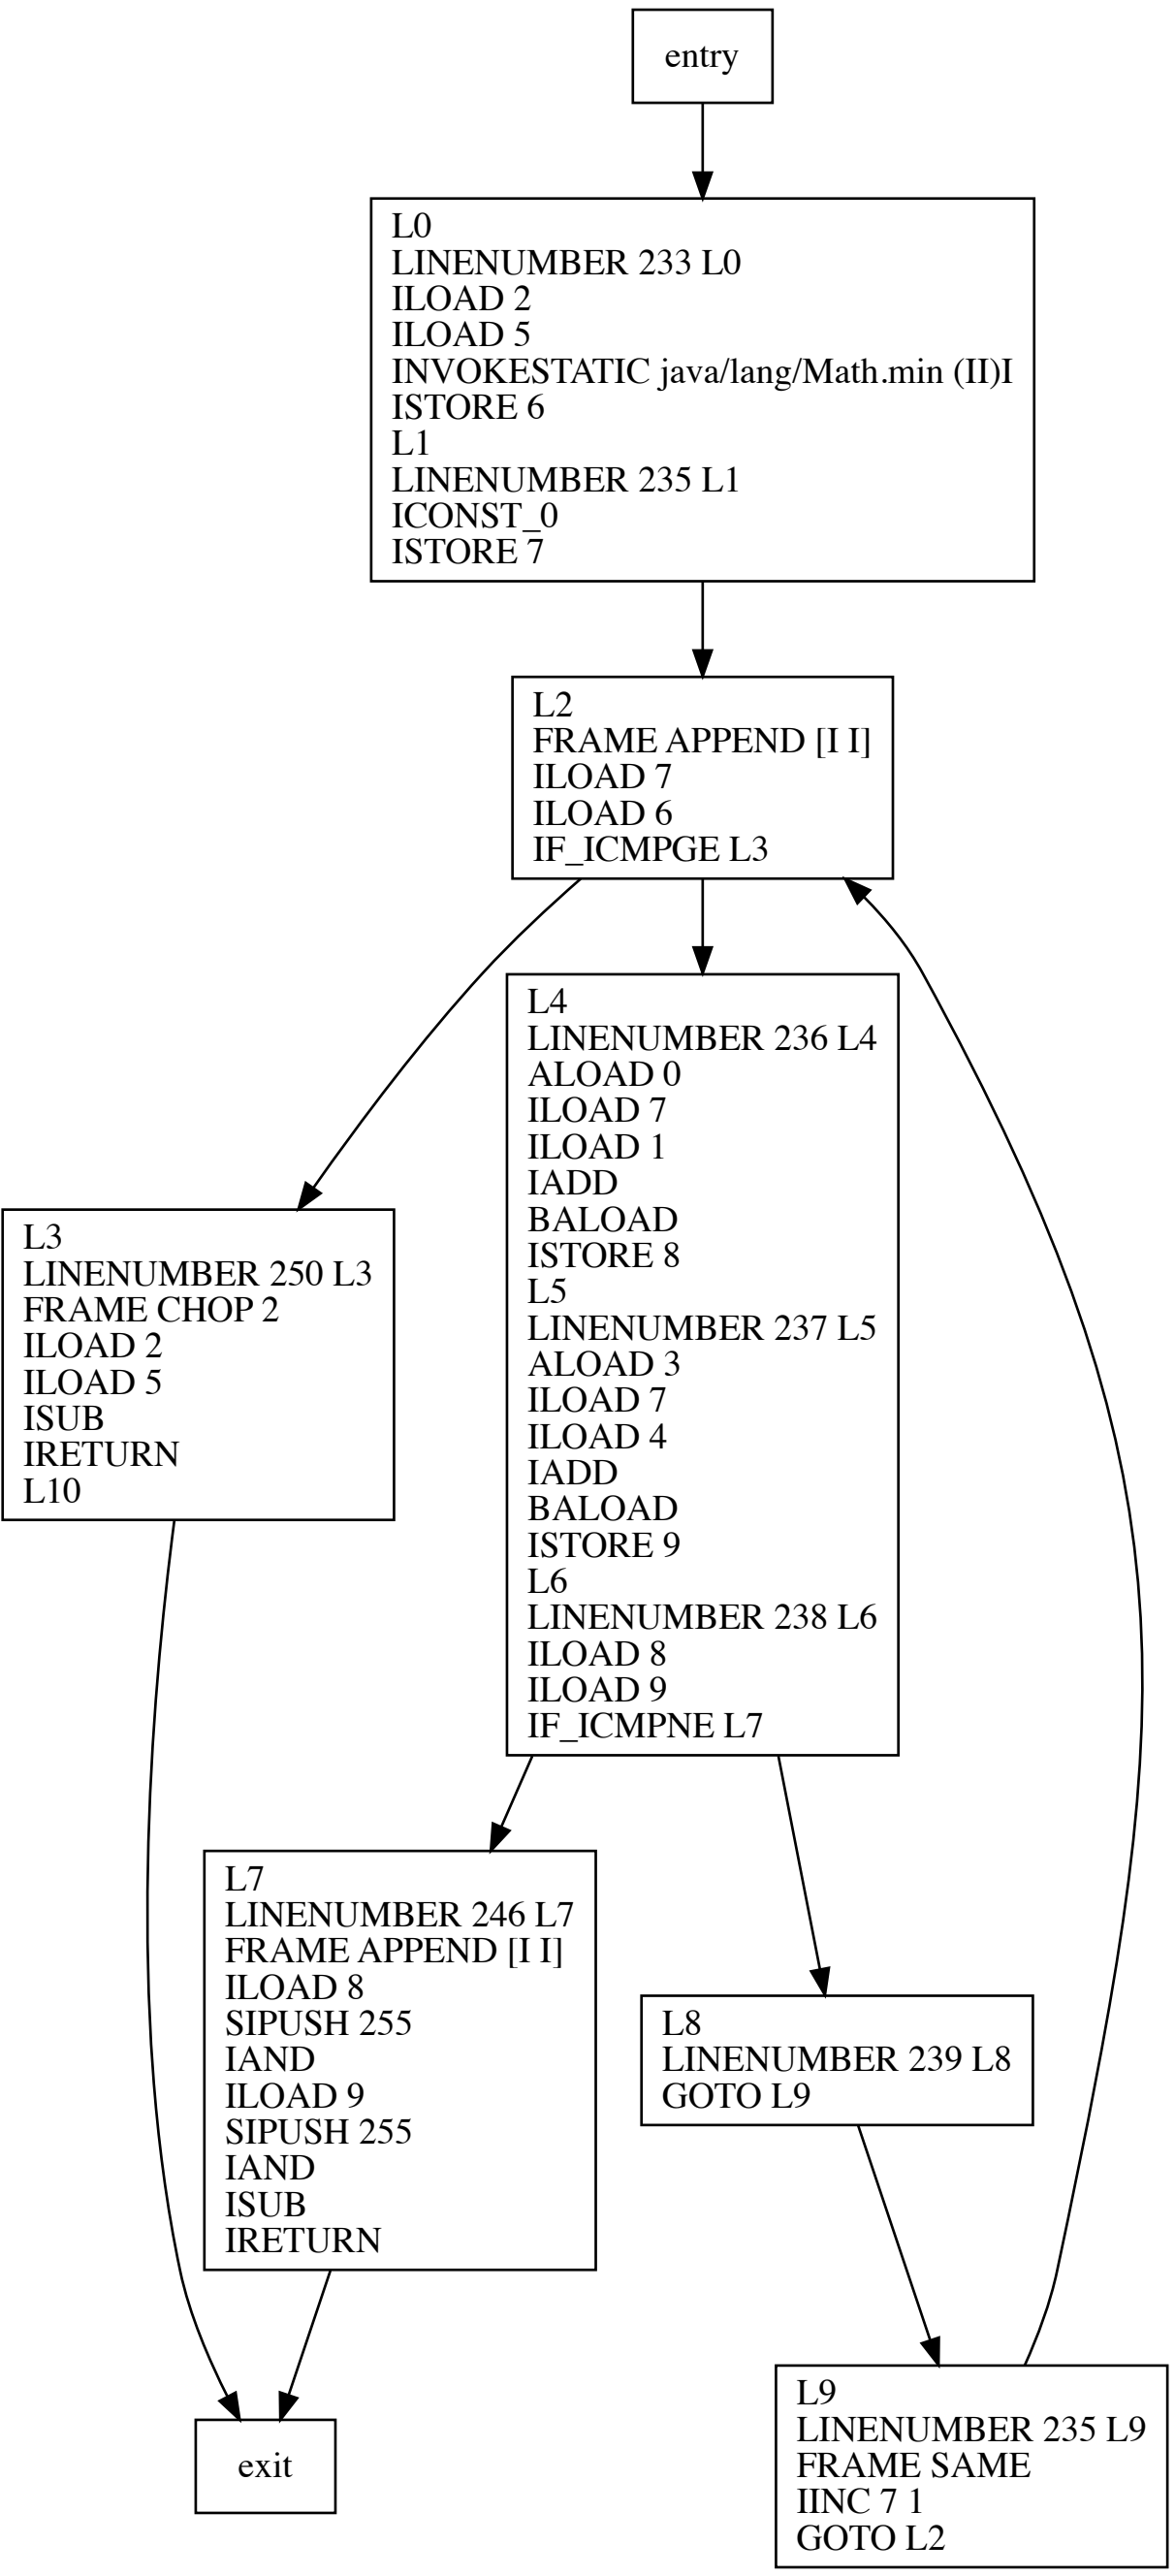 entry
L0
LINENUMBER 233 L0
ILOAD 2
ILOAD 5
INVOKESTATIC java/lang/Math.min (II)I
ISTORE 6
L1
LINENUMBER 235 L1
ICONST_0
ISTORE 7
L2
FRAME APPEND [I I]
ILOAD 7
ILOAD 6
IF_ICMPGE L3
L4
LINENUMBER 236 L4
ALOAD 0
ILOAD 7
ILOAD 1
IADD
BALOAD
ISTORE 8
L5
LINENUMBER 237 L5
ALOAD 3
ILOAD 7
ILOAD 4
IADD
BALOAD
ISTORE 9
L6
LINENUMBER 238 L6
ILOAD 8
ILOAD 9
IF_ICMPNE L7
L3
LINENUMBER 250 L3
FRAME CHOP 2
ILOAD 2
ILOAD 5
ISUB
IRETURN
L10
L7
LINENUMBER 246 L7
FRAME APPEND [I I]
ILOAD 8
SIPUSH 255
IAND
ILOAD 9
SIPUSH 255
IAND
ISUB
IRETURN
L8
LINENUMBER 239 L8
GOTO L9
L9
LINENUMBER 235 L9
FRAME SAME
IINC 7 1
GOTO L2
exit